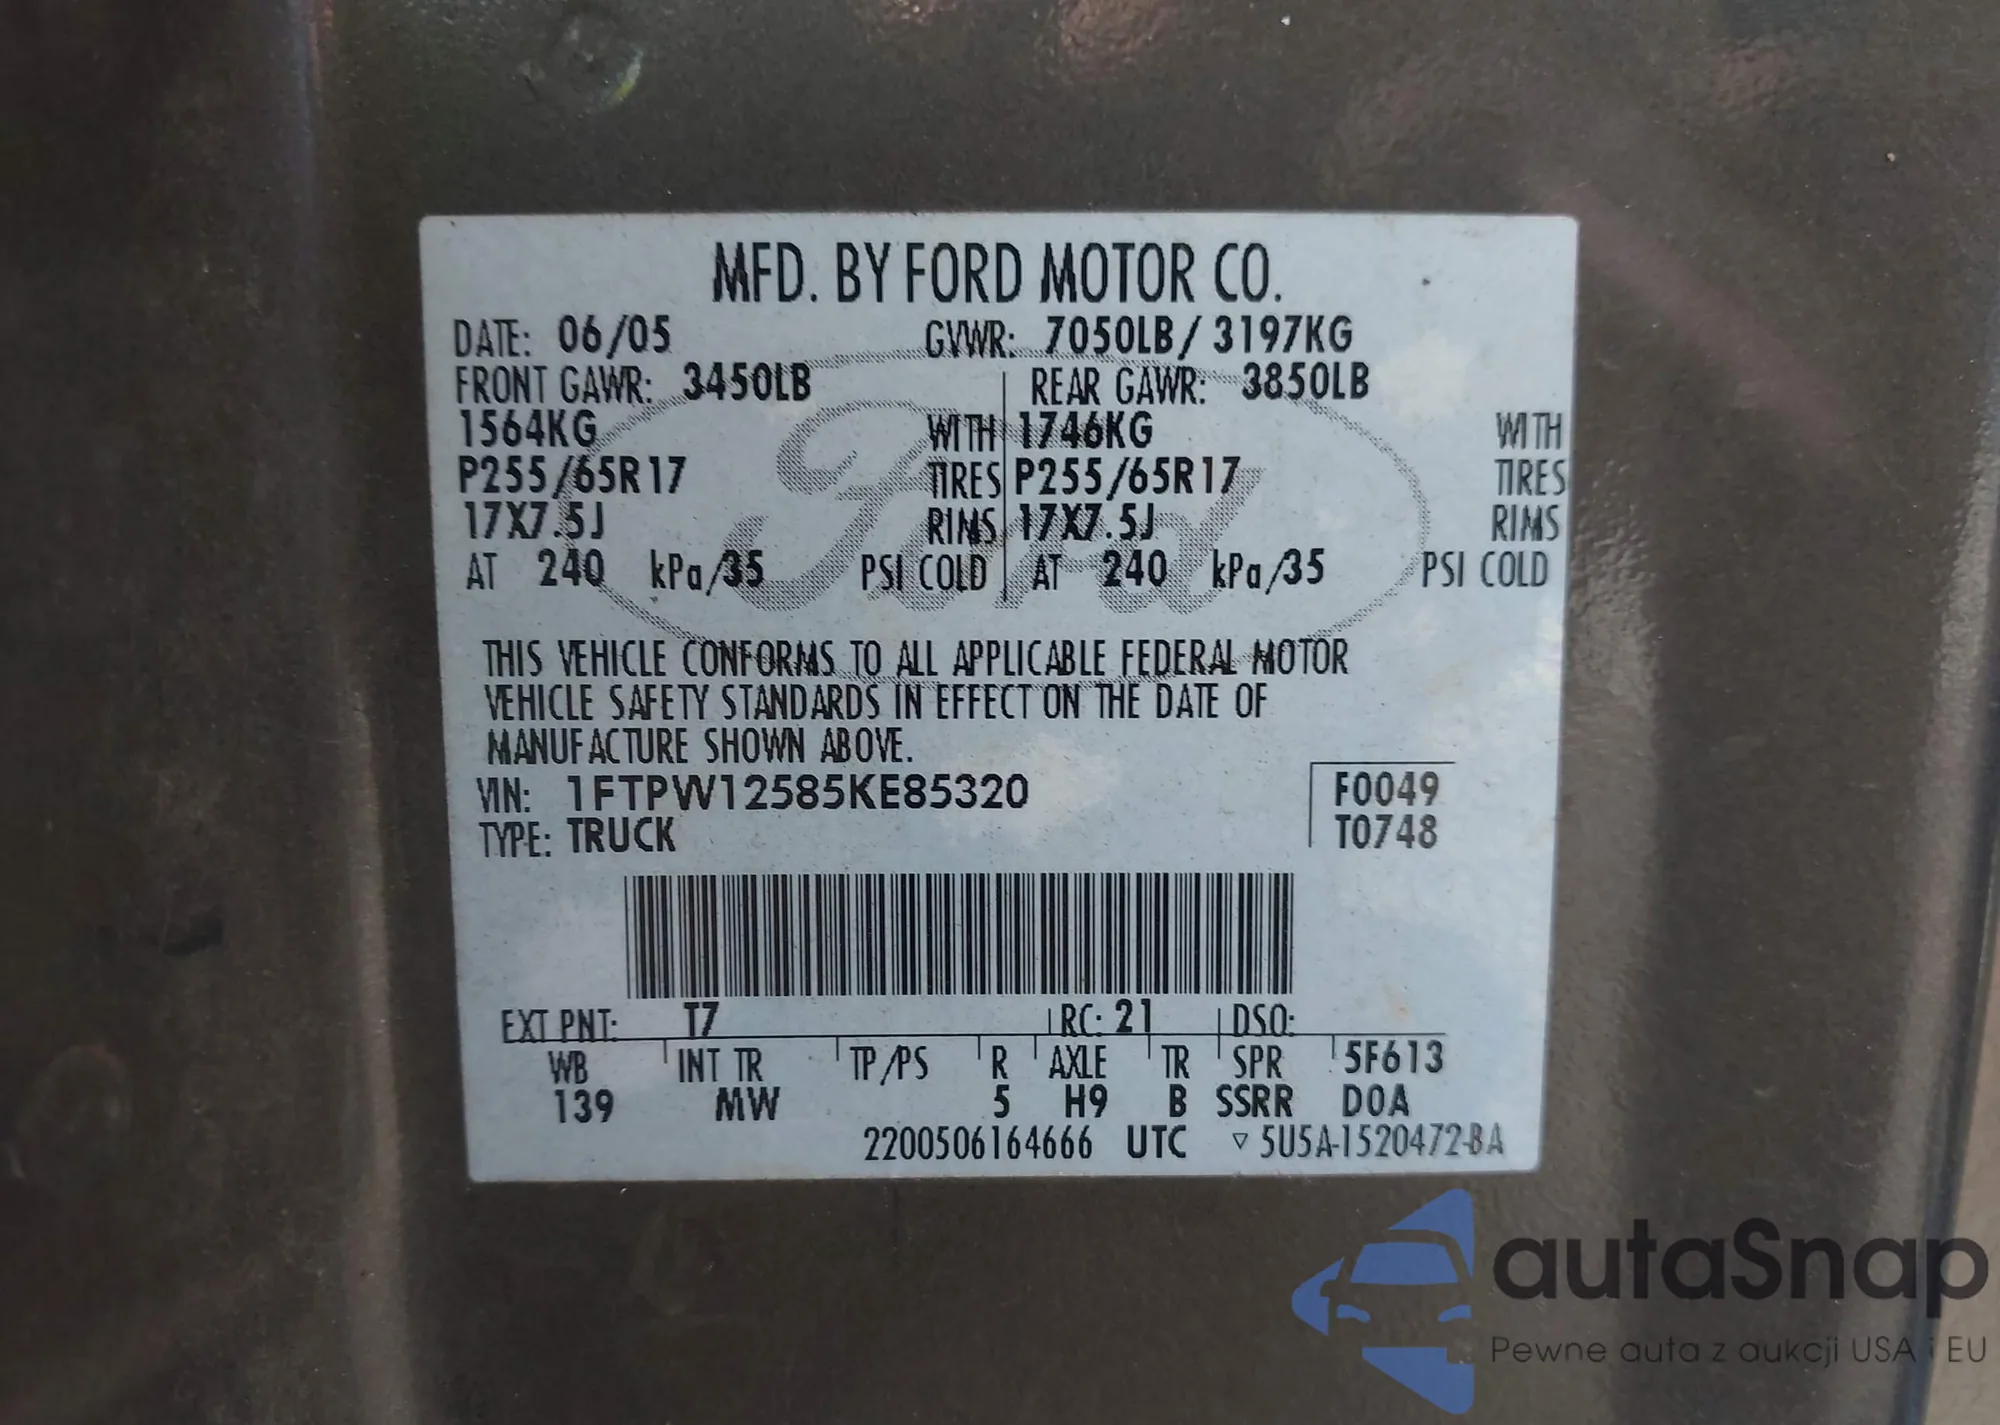 MFD. BY FORD MOTOR CO.
DATE: 06/05 GVWR: 7050LB/ 3197KG
FRONT GAWR: 3450LB REAR GAWR: 3850LB
1564KG WITH 1746KG WITH
P255/65R17 TIRES P255/65R17 TIRES
17X7.5J RIMS 17X7.5J RIMS
AT 240 kPa/35 PSI COLD AT 240 kPa/35 PSI COLD
Ford
THIS VEHICLE CONFORMS TO ALL APPLICABLE FEDERAL MOTOR
VEHICLE SAFETY STANDARDS IN EFFECT ON THE DATE OF
MANUFACTURE SHOWN ABOVE.
VIN: 1FTPW12585KE85320 F0049
TYPE: TRUCK T0748
EXT PNT: T7 RC: 21 DSO:
WB INT TR TP/PS R AXLE TR SPR 5F613
139 MW 5 H9 B SSRR DOA
2200506164666 UTC ▽ 5U5A-1520472-BA
autaSnap
Pewne auta z aukcji USA i EU